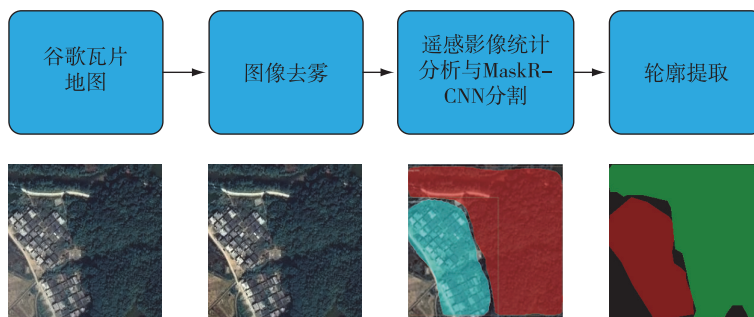 谷歌瓦片
地图
图像去雾
遥感影像统计
分析与MaskR-
CNN分割
轮廓提取